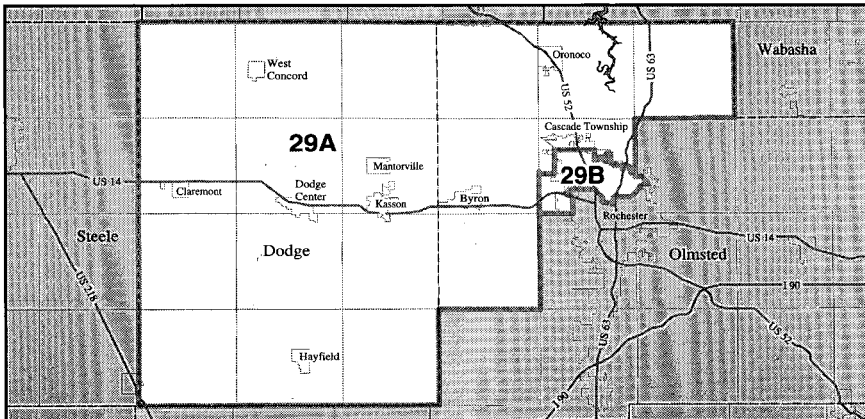 Wabasha
West
Concord
Oronoco
US 52
US 63
29A
Cascade Township
Mantorville
29B
US 14
Claremont
Dodge
Center
Kasson
Byron
Rochester
Steele
Dodge
Olmsted
US 14
US 218
I 90
US 63
US 52
Hayfield
I 90